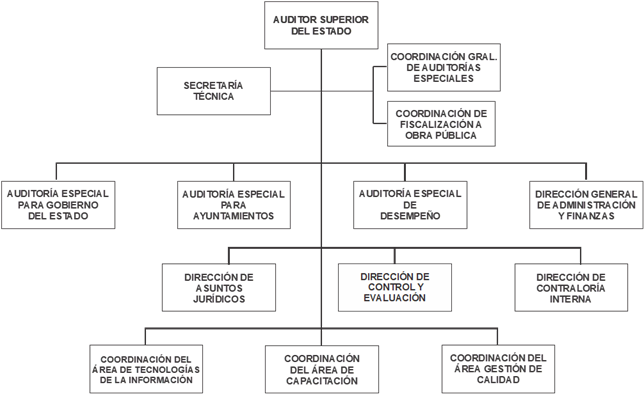 AUDITOR SUPERIOR
DEL ESTADO
COORDINACIÓN GRAL.
DE AUDITORÍAS
ESPECIALES
SECRETARÍA
TÉCNICA
COORDINACIÓN DE
FISCALIZACIÓN A
OBRA PÚBLICA
AUDITORÍA ESPECIAL
PARA GOBIERNO
DEL ESTADO
AUDITORÍA ESPECIAL
PARA
AYUNTAMIENTOS
AUDITORÍA ESPECIAL
DE
DESEMPEÑO
DIRECCIÓN GENERAL
DE ADMINISTRACIÓN
Y FINANZAS
DIRECCIÓN DE
ASUNTOS
JURÍDICOS
DIRECCIÓN DE
CONTROL Y
EVALUACIÓN
DIRECCIÓN DE
CONTRALORÍA
INTERNA
COORDINACIÓN DEL
ÁREA DE TECNOLOGÍAS
DE LA INFORMACIÓN
COORDINACIÓN
DEL ÁREA DE
CAPACITACIÓN
COORDINACIÓN DEL
ÁREA GESTIÓN DE
CALIDAD